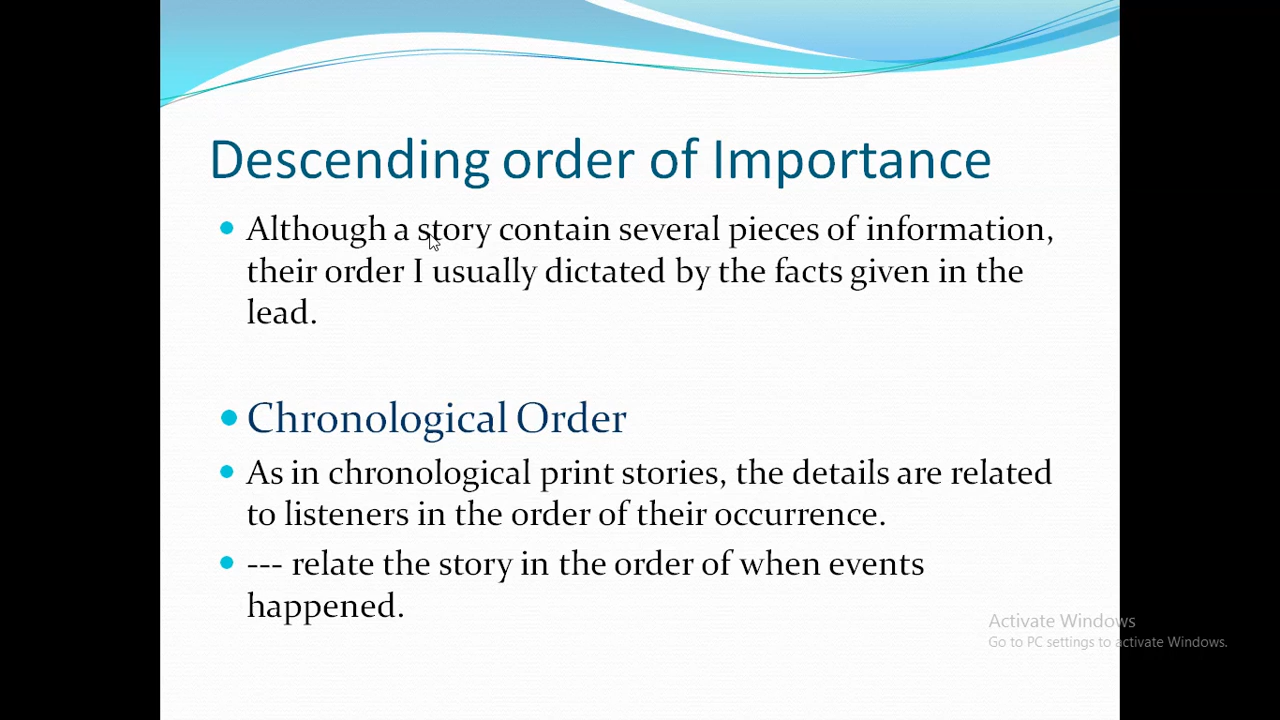 Descending order of Importance
Although a story contain several pieces of information,
their order I usually dictated by the facts given in the
lead.
Chronological Order
As in chronological print stories, the details are related
to listeners in the order of their occurrence.
--- relate the story in the order of when events
happened.
Activate Windows
Go to PC settings to activate Windows.